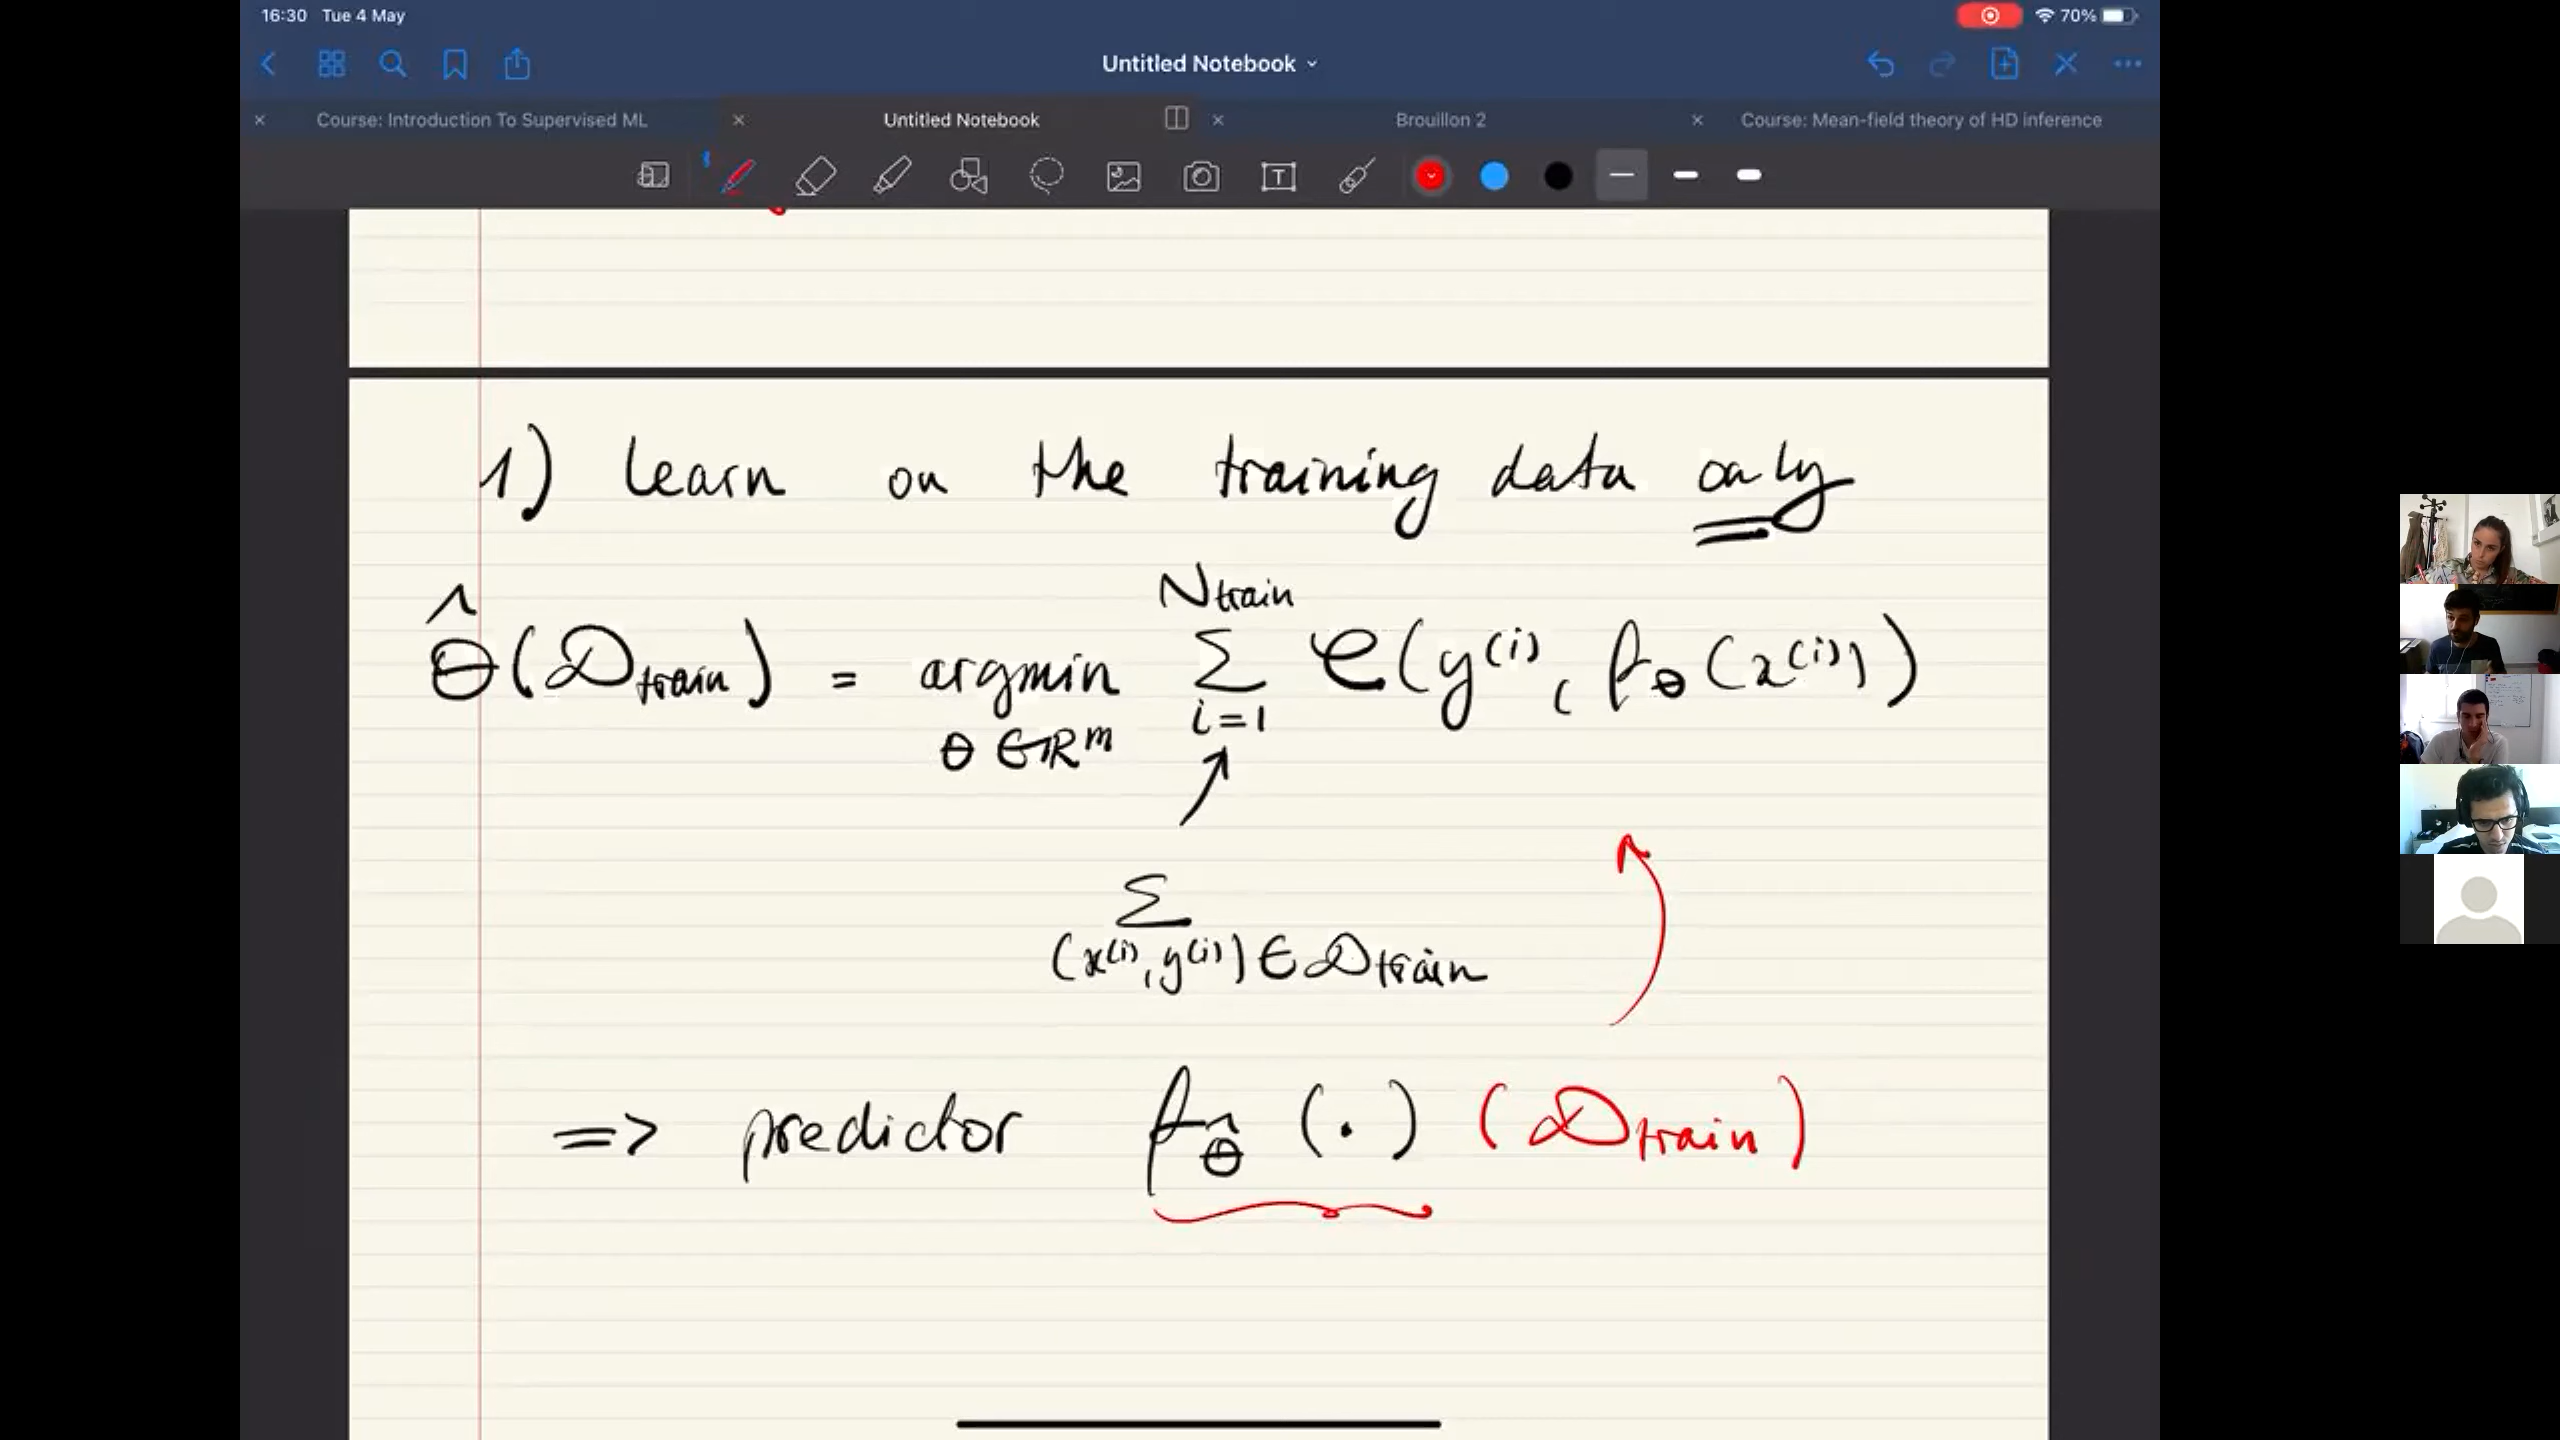 16:30 Tue 4 May
70%
Untitled Notebook
Course: Introduction To Supervised ML
Untitled Notebook
Brouillon 2
Course: Mean-field theory of HD inference
T
1) learn on the training data only
θ̂(𝒟train) = argmin θ∈ℝᵐ Σ i=1 Ntrain 𝒞(y⁽ⁱ⁾, fθ(x⁽ⁱ⁾))
Σ (x⁽ⁱ⁾, y⁽ⁱ⁾) ∈ 𝒟train
=> predictor f θ̂ (·) (𝒟train)